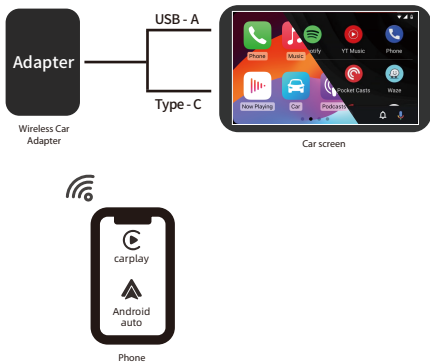 USB - A
Adapter
Type - C
Wireless Car
Adapter
Phone
Music
otify
YT Music
Phone
Now Playing
Car
Podcasts
Pocket Casts
Waze
Car screen
carplay
Android
auto
Phone